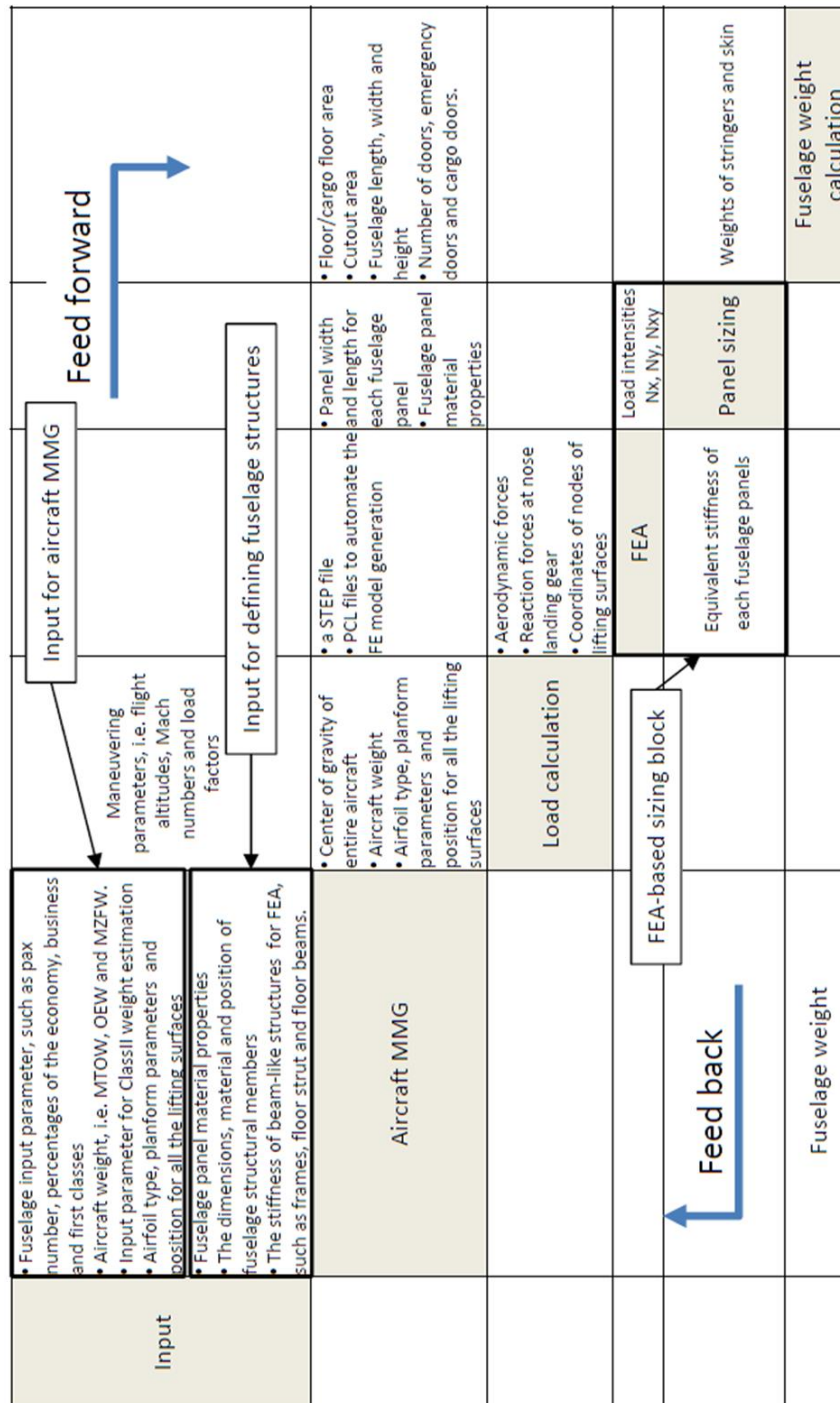 Input
• Fuselage input parameter, such as pax
number, percentages of the economy, business
and first classes
• Aircraft weight, i.e. MTOW, OEW and MZFW.
• Input parameter for ClassII weight estimation
• Airfoil type, planform parameters and
position for all the lifting surfaces
• Fuselage panel material properties
• The dimensions, material and position of
fuselage structural members
• The stiffness of beam-like structures for FEA,
such as frames, floor strut and floor beams.
Maneuvering
parameters, i.e. flight
altitudes, Mach
numbers and load
factors
Input for aircraft MMG
Input for defining fuselage structures
Feed forward
Aircraft MMG
• Center of gravity of
entire aircraft
• Aircraft weight
• Airfoil type, planform
parameters and
position for all the lifting
surfaces
• a STEP file
• PCL files to automate the
FE model generation
• Panel width
and length for
each fuselage
panel
• Fuselage panel
material
properties
• Floor/cargo floor area
• Cutout area
• Fuselage length, width and
height
• Number of doors, emergency
doors and cargo doors.
Load calculation
• Aerodynamic forces
• Reaction forces at nose
landing gear
• Coordinates of nodes of
lifting surfaces
FEA
Load intensities
Nx, Ny, Nxy
FEA-based sizing block
Feed back
Equivalent stiffness of
each fuselage panels
Panel sizing
Weights of stringers and skin
Fuselage weight
Fuselage weight
calculation